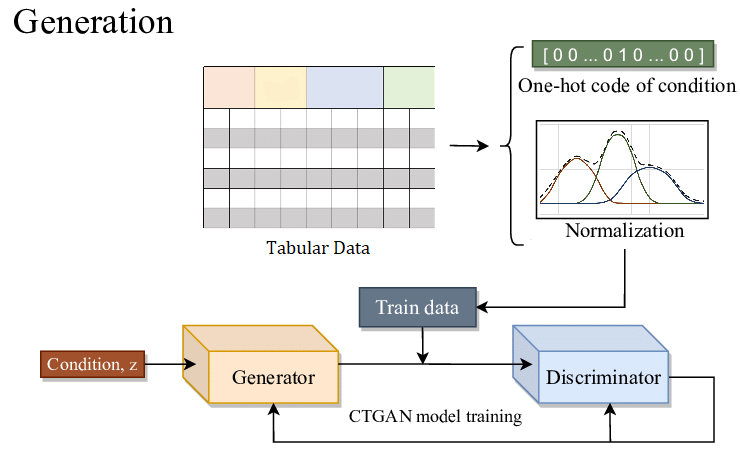 Generation
[ 0 0 ... 0 1 0 ... 0 0 ]
One-hot code of condition
Tabular Data
Normalization
Train data
Condition, z
Generator
Discriminator
CTGAN model training